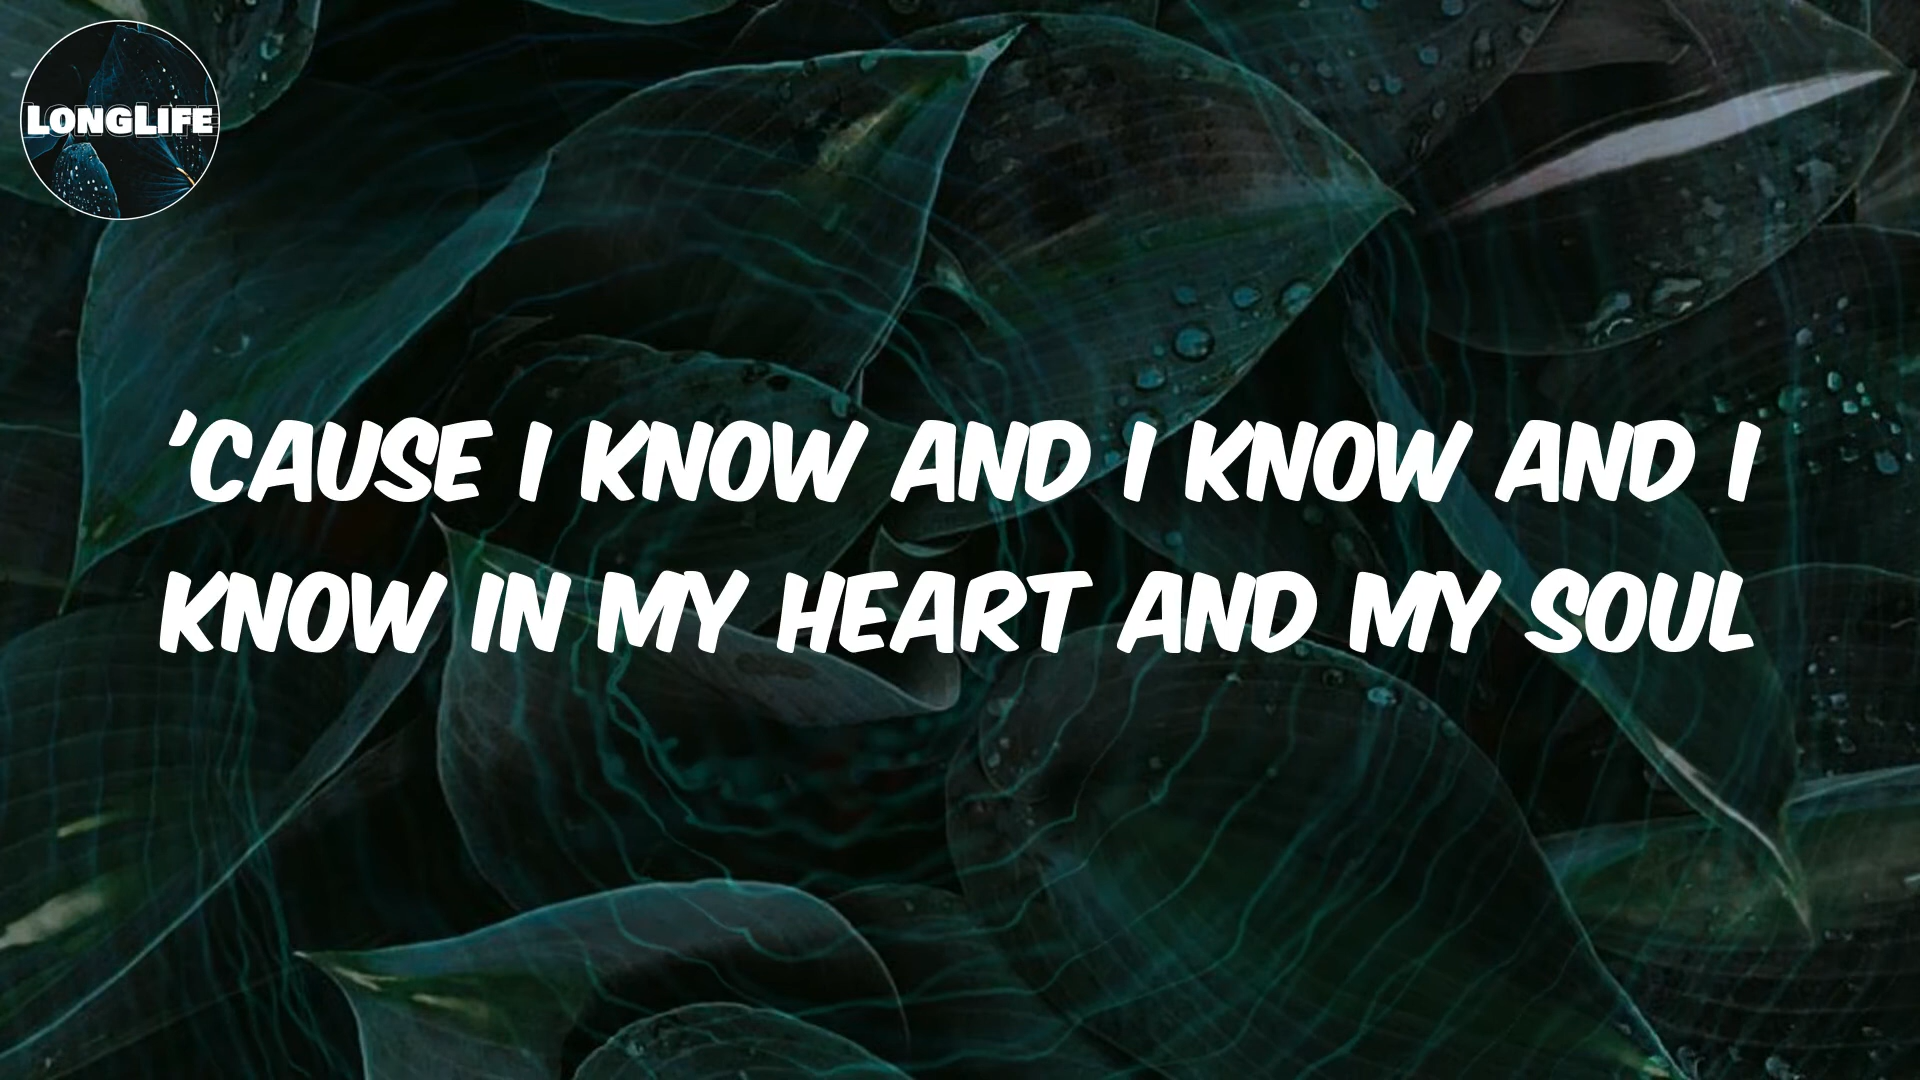 LONGLIFE
'CAUSE I KNOW AND I KNOW AND I
KNOW IN MY HEART AND MY SOUL